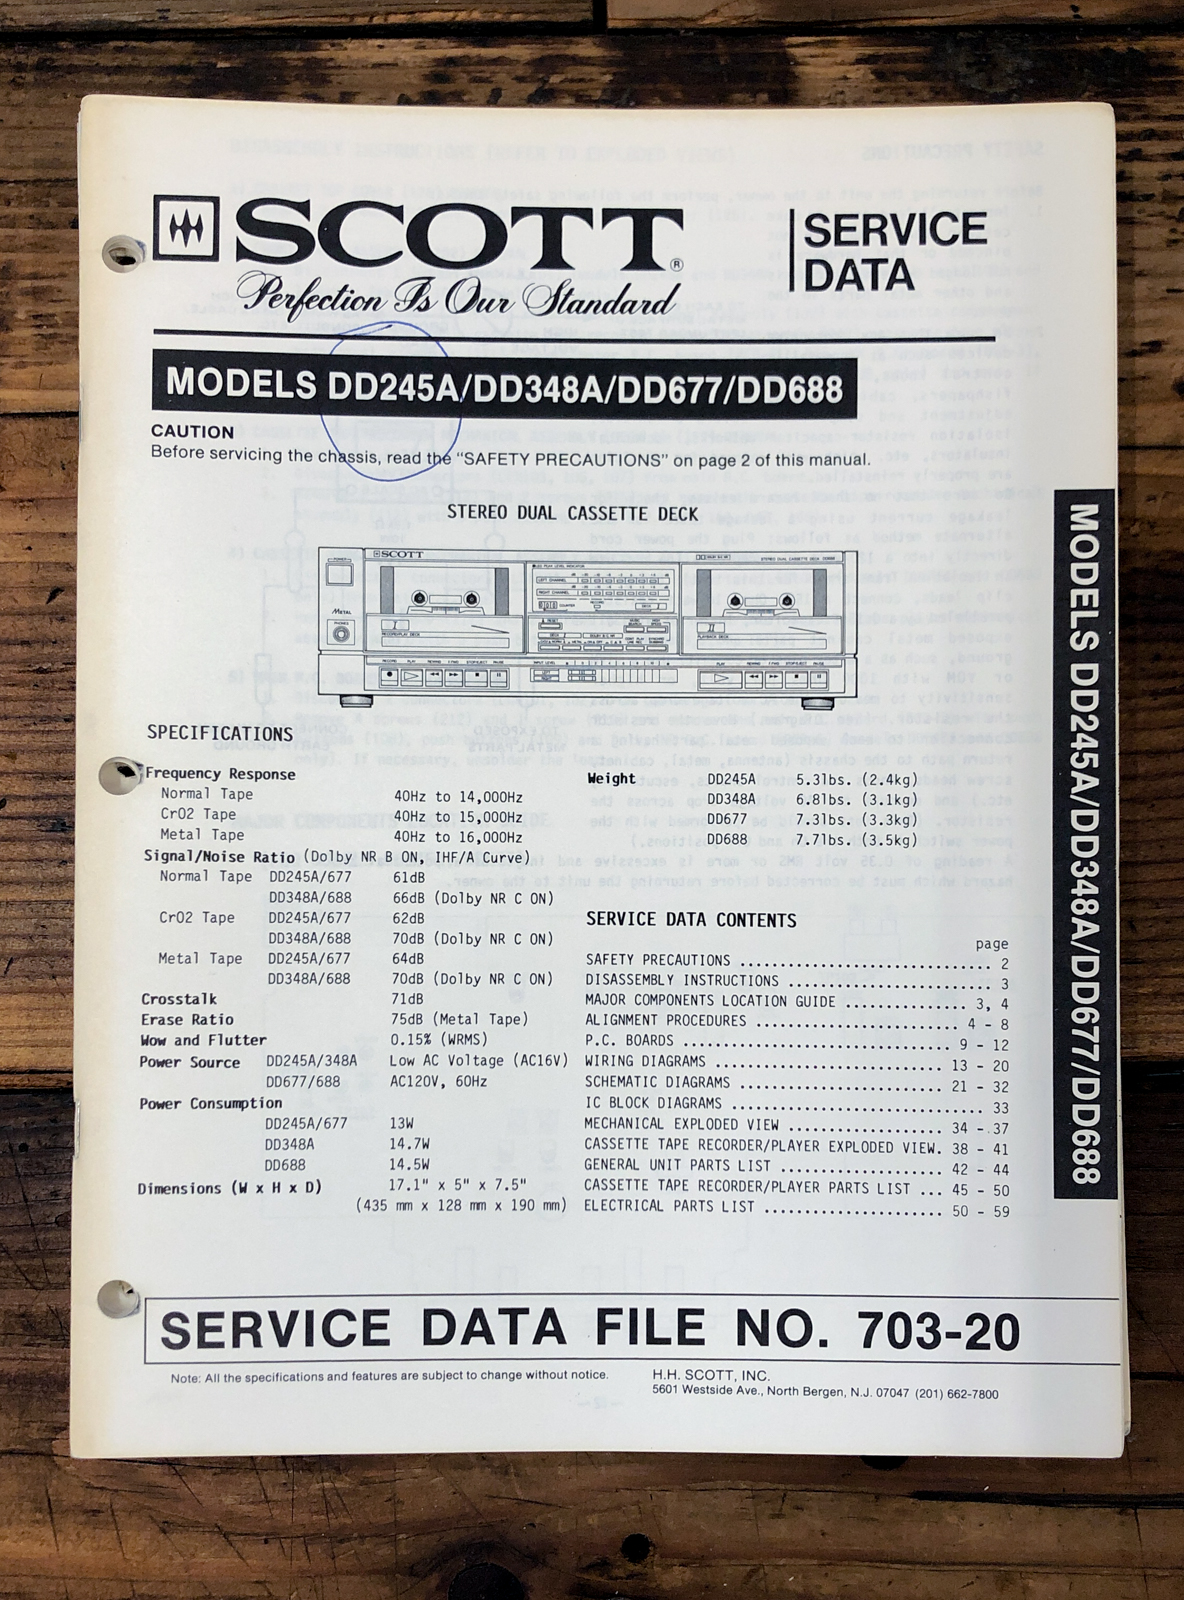 SCOTT®
Perfection Is Our Standard
SERVICE
DATA
MODELS DD245A/DD348A/DD677/DD688
CAUTION
Before servicing the chassis, read the “SAFETY PRECAUTIONS” on page 2 of this manual.
STEREO DUAL CASSETTE DECK
SCOTT
SPECIFICATIONS
Frequency Response
Normal Tape 40Hz to 14,000Hz
CrO2 Tape 40Hz to 15,000Hz
Metal Tape 40Hz to 16,000Hz
Signal/Noise Ratio (Dolby NR B ON, IHF/A Curve)
Normal Tape DD245A/677 61dB
DD348A/688 66dB (Dolby NR C ON)
CrO2 Tape DD245A/677 62dB
DD348A/688 70dB (Dolby NR C ON)
Metal Tape DD245A/677 64dB
DD348A/688 70dB (Dolby NR C ON)
Crosstalk 71dB
Erase Ratio 75dB (Metal Tape)
Wow and Flutter 0.15% (WRMS)
Power Source DD245A/348A Low AC Voltage (AC16V)
DD677/688 AC120V, 60Hz
Power Consumption
DD245A/677 13W
DD348A 14.7W
DD688 14.5W
Dimensions (W x H x D) 17.1" x 5" x 7.5"
(435 mm x 128 mm x 190 mm)
Weight DD245A 5.31lbs. (2.4kg)
DD348A 6.81lbs. (3.1kg)
DD677 7.31lbs. (3.3kg)
DD688 7.71lbs. (3.5kg)
SERVICE DATA CONTENTS
page
SAFETY PRECAUTIONS ................................ 2
DISASSEMBLY INSTRUCTIONS .......................... 3
MAJOR COMPONENTS LOCATION GUIDE ................. 3, 4
ALIGNMENT PROCEDURES .......................... 4 - 8
P.C. BOARDS .................................. 9 - 12
WIRING DIAGRAMS ............................. 13 - 20
SCHEMATIC DIAGRAMS .......................... 21 - 32
IC BLOCK DIAGRAMS ................................ 33
MECHANICAL EXPLODED VIEW .................... 34 - 37
CASSETTE TAPE RECORDER/PLAYER EXPLODED VIEW. 38 - 41
GENERAL UNIT PARTS LIST ..................... 42 - 44
CASSETTE TAPE RECORDER/PLAYER PARTS LIST ... 45 - 50
ELECTRICAL PARTS LIST ....................... 50 - 59
MODELS DD245A/DD348A/DD677/DD688
SERVICE DATA FILE NO. 703-20
Note: All the specifications and features are subject to change without notice.
H.H. SCOTT, INC.
5601 Westside Ave., North Bergen, N.J. 07047 (201) 662-7800